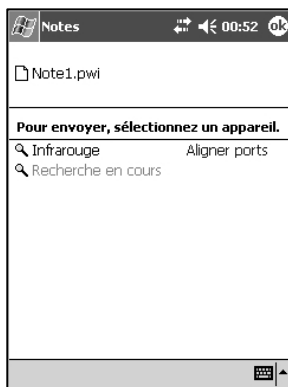 Notes 00:52 ok
Note1.pwi
Pour envoyer, sélectionnez un appareil.
Infrarouge Aligner ports
Recherche en cours